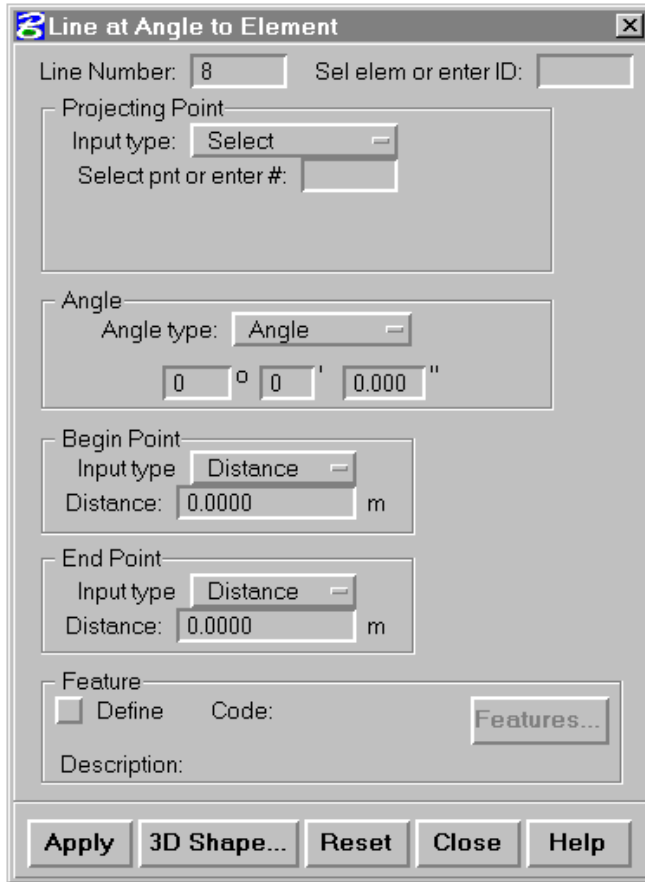 Line at Angle to Element
Line Number: 8 Sel elem or enter ID:
Projecting Point
Input type: Select
Select pnt or enter #:
Angle
Angle type: Angle
0 o 0 ' 0.000 "
Begin Point
Input type Distance
Distance: 0.0000 m
End Point
Input type Distance
Distance: 0.0000 m
Feature
Define Code: Features...
Description:
Apply 3D Shape... Reset Close Help